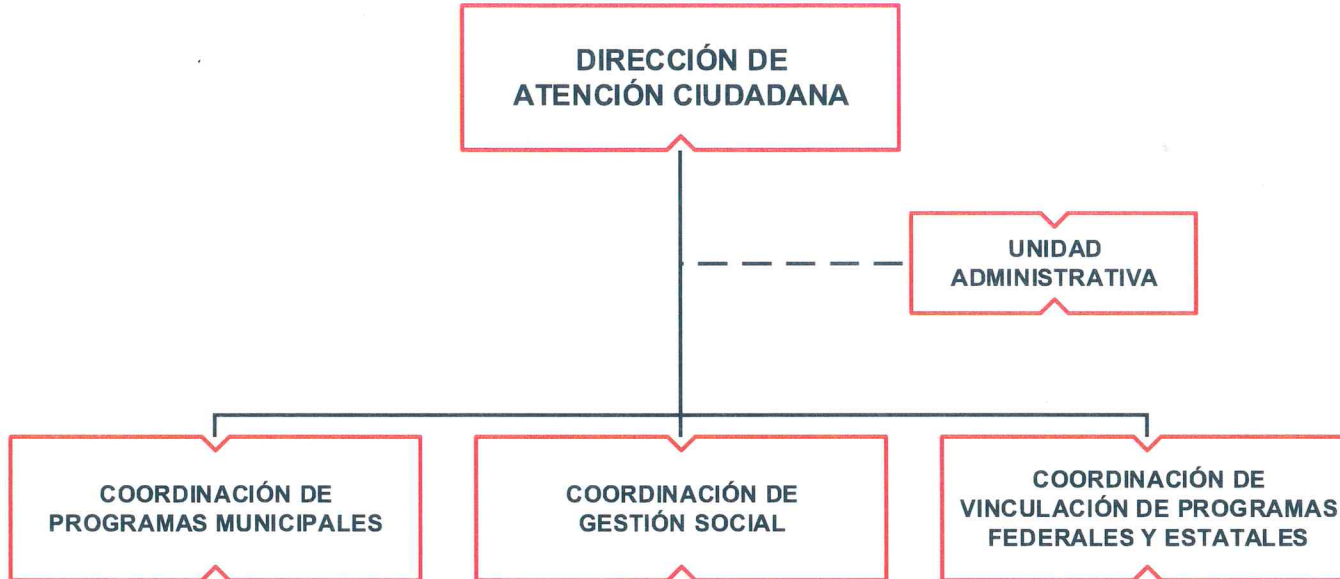 DIRECCIÓN DE
ATENCIÓN CIUDADANA
UNIDAD
ADMINISTRATIVA
COORDINACIÓN DE
PROGRAMAS MUNICIPALES
COORDINACIÓN DE
GESTIÓN SOCIAL
COORDINACIÓN DE
VINCULACIÓN DE PROGRAMAS
FEDERALES Y ESTATALES